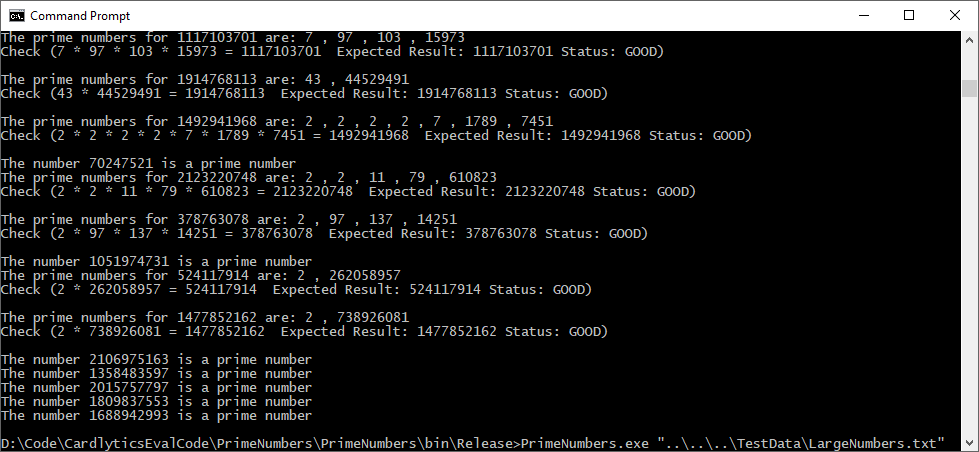 Command Prompt
The prime numbers for 1117103701 are: 7 , 97 , 103 , 15973
Check (7 * 97 * 103 * 15973 = 1117103701  Expected Result: 1117103701 Status: GOOD)
The prime numbers for 1914768113 are: 43 , 44529491
Check (43 * 44529491 = 1914768113  Expected Result: 1914768113 Status: GOOD)
The prime numbers for 1492941968 are: 2 , 2 , 2 , 2 , 7 , 1789 , 7451
Check (2 * 2 * 2 * 2 * 7 * 1789 * 7451 = 1492941968  Expected Result: 1492941968 Status: GOOD)
The number 70247521 is a prime number
The prime numbers for 2123220748 are: 2 , 2 , 11 , 79 , 610823
Check (2 * 2 * 11 * 79 * 610823 = 2123220748  Expected Result: 2123220748 Status: GOOD)
The prime numbers for 378763078 are: 2 , 97 , 137 , 14251
Check (2 * 97 * 137 * 14251 = 378763078  Expected Result: 378763078 Status: GOOD)
The number 1051974731 is a prime number
The prime numbers for 524117914 are: 2 , 262058957
Check (2 * 262058957 = 524117914  Expected Result: 524117914 Status: GOOD)
The prime numbers for 1477852162 are: 2 , 738926081
Check (2 * 738926081 = 1477852162  Expected Result: 1477852162 Status: GOOD)
The number 2106975163 is a prime number
The number 1358483597 is a prime number
The number 2015757797 is a prime number
The number 1809837553 is a prime number
The number 1688942993 is a prime number
D:\Code\CardlyticsEvalCode\PrimeNumbers\PrimeNumbers\bin\Release>PrimeNumbers.exe "..\..\..\TestData\LargeNumbers.txt"